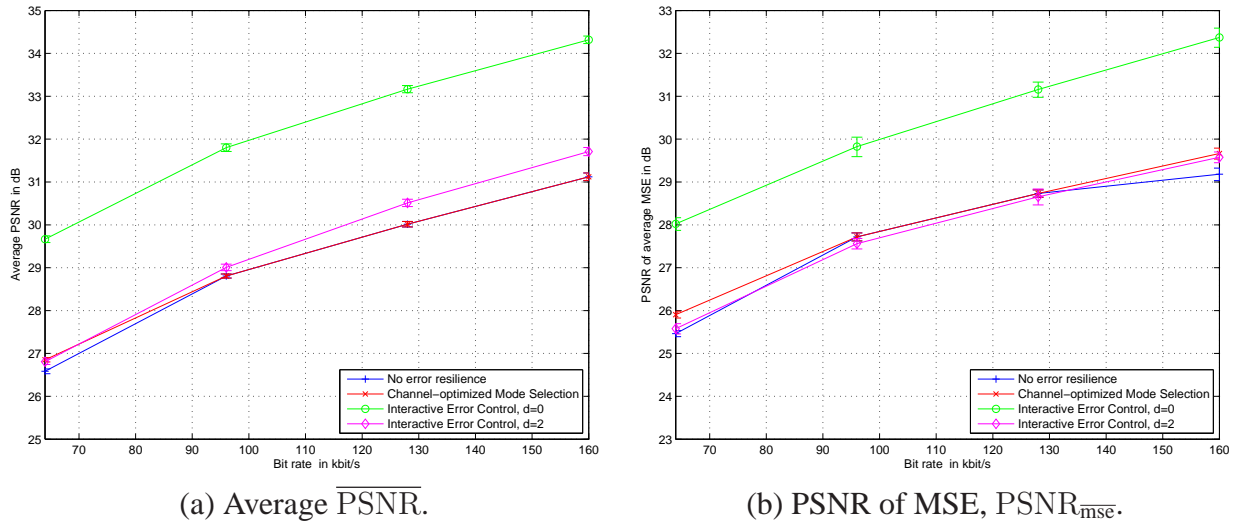 35
34
33
32
31
30
29
28
27
26
25
Average PSNR in dB
70 80 90 100 110 120 130 140 150 160
Bit rate in kbit/s
No error resilience
Channel−optimized Mode Selection
Interactive Error Control, d=0
Interactive Error Control, d=2
(a) Average PSNR.
33
32
31
30
29
28
27
26
25
24
23
PSNR of average MSE in dB
70 80 90 100 110 120 130 140 150 160
Bit rate in kbit/s
No error resilience
Channel−optimized Mode Selection
Interactive Error Control, d=0
Interactive Error Control, d=2
(b) PSNR of MSE, PSNR_mse.